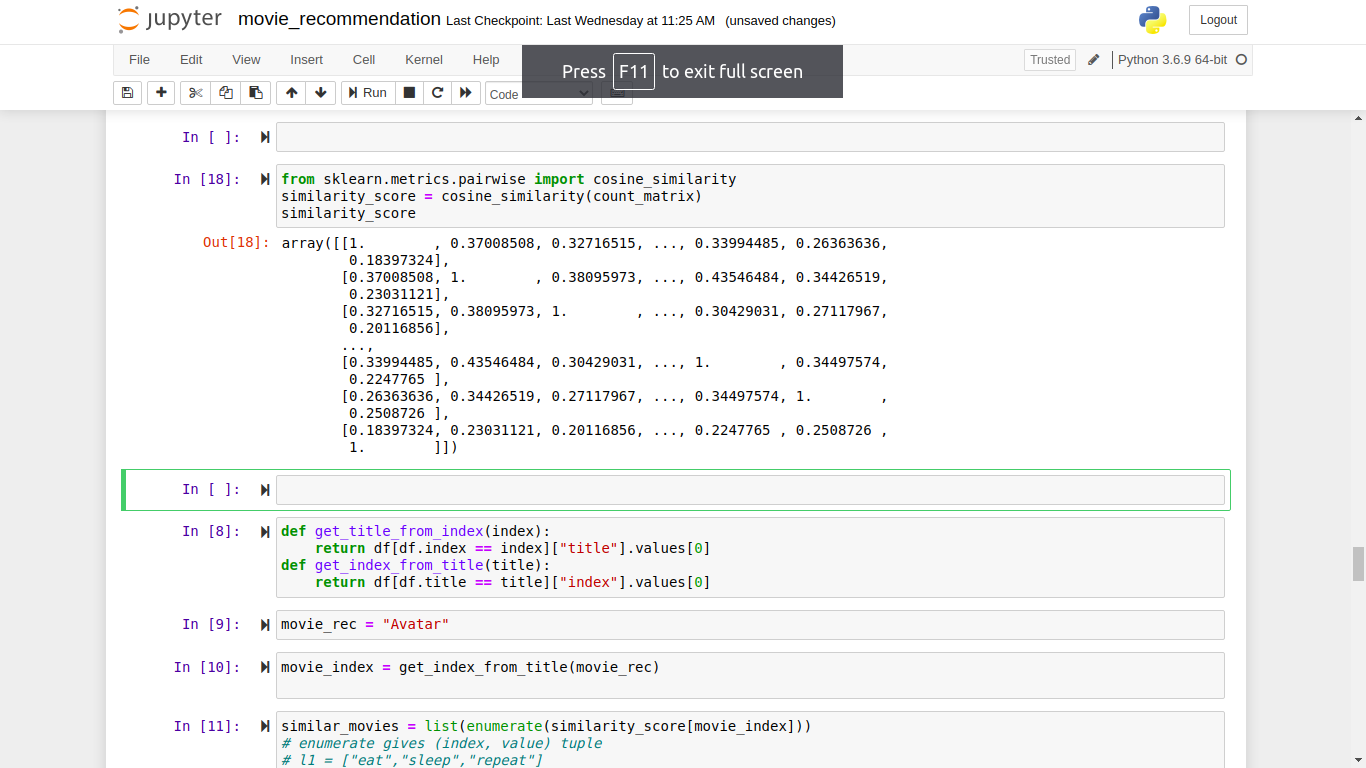 jupyter movie_recommendation Last Checkpoint: Last Wednesday at 11:25 AM (unsaved changes) Logout
File Edit View Insert Cell Kernel Help Trusted Python 3.6.9 64-bit
Press F11 to exit full screen
Run Code
In [ ]:
In [18]: from sklearn.metrics.pairwise import cosine_similarity
similarity_score = cosine_similarity(count_matrix)
similarity_score
Out[18]: array([[1.        , 0.37008508, 0.32716515, ..., 0.33994485, 0.26363636,
0.18397324],
[0.37008508, 1.        , 0.38095973, ..., 0.43546484, 0.34426519,
0.23031121],
[0.32716515, 0.38095973, 1.        , ..., 0.30429031, 0.27117967,
0.20116856],
...,
[0.33994485, 0.43546484, 0.30429031, ..., 1.        , 0.34497574,
0.2247765 ],
[0.26363636, 0.34426519, 0.27117967, ..., 0.34497574, 1.        ,
0.2508726 ],
[0.18397324, 0.23031121, 0.20116856, ..., 0.2247765 , 0.2508726 ,
1.        ]])
In [ ]:
In [8]: def get_title_from_index(index):
return df[df.index == index]["title"].values[0]
def get_index_from_title(title):
return df[df.title == title]["index"].values[0]
In [9]: movie_rec = "Avatar"
In [10]: movie_index = get_index_from_title(movie_rec)
In [11]: similar_movies = list(enumerate(similarity_score[movie_index]))
# enumerate gives (index, value) tuple
# l1 = ["eat","sleep","repeat"]